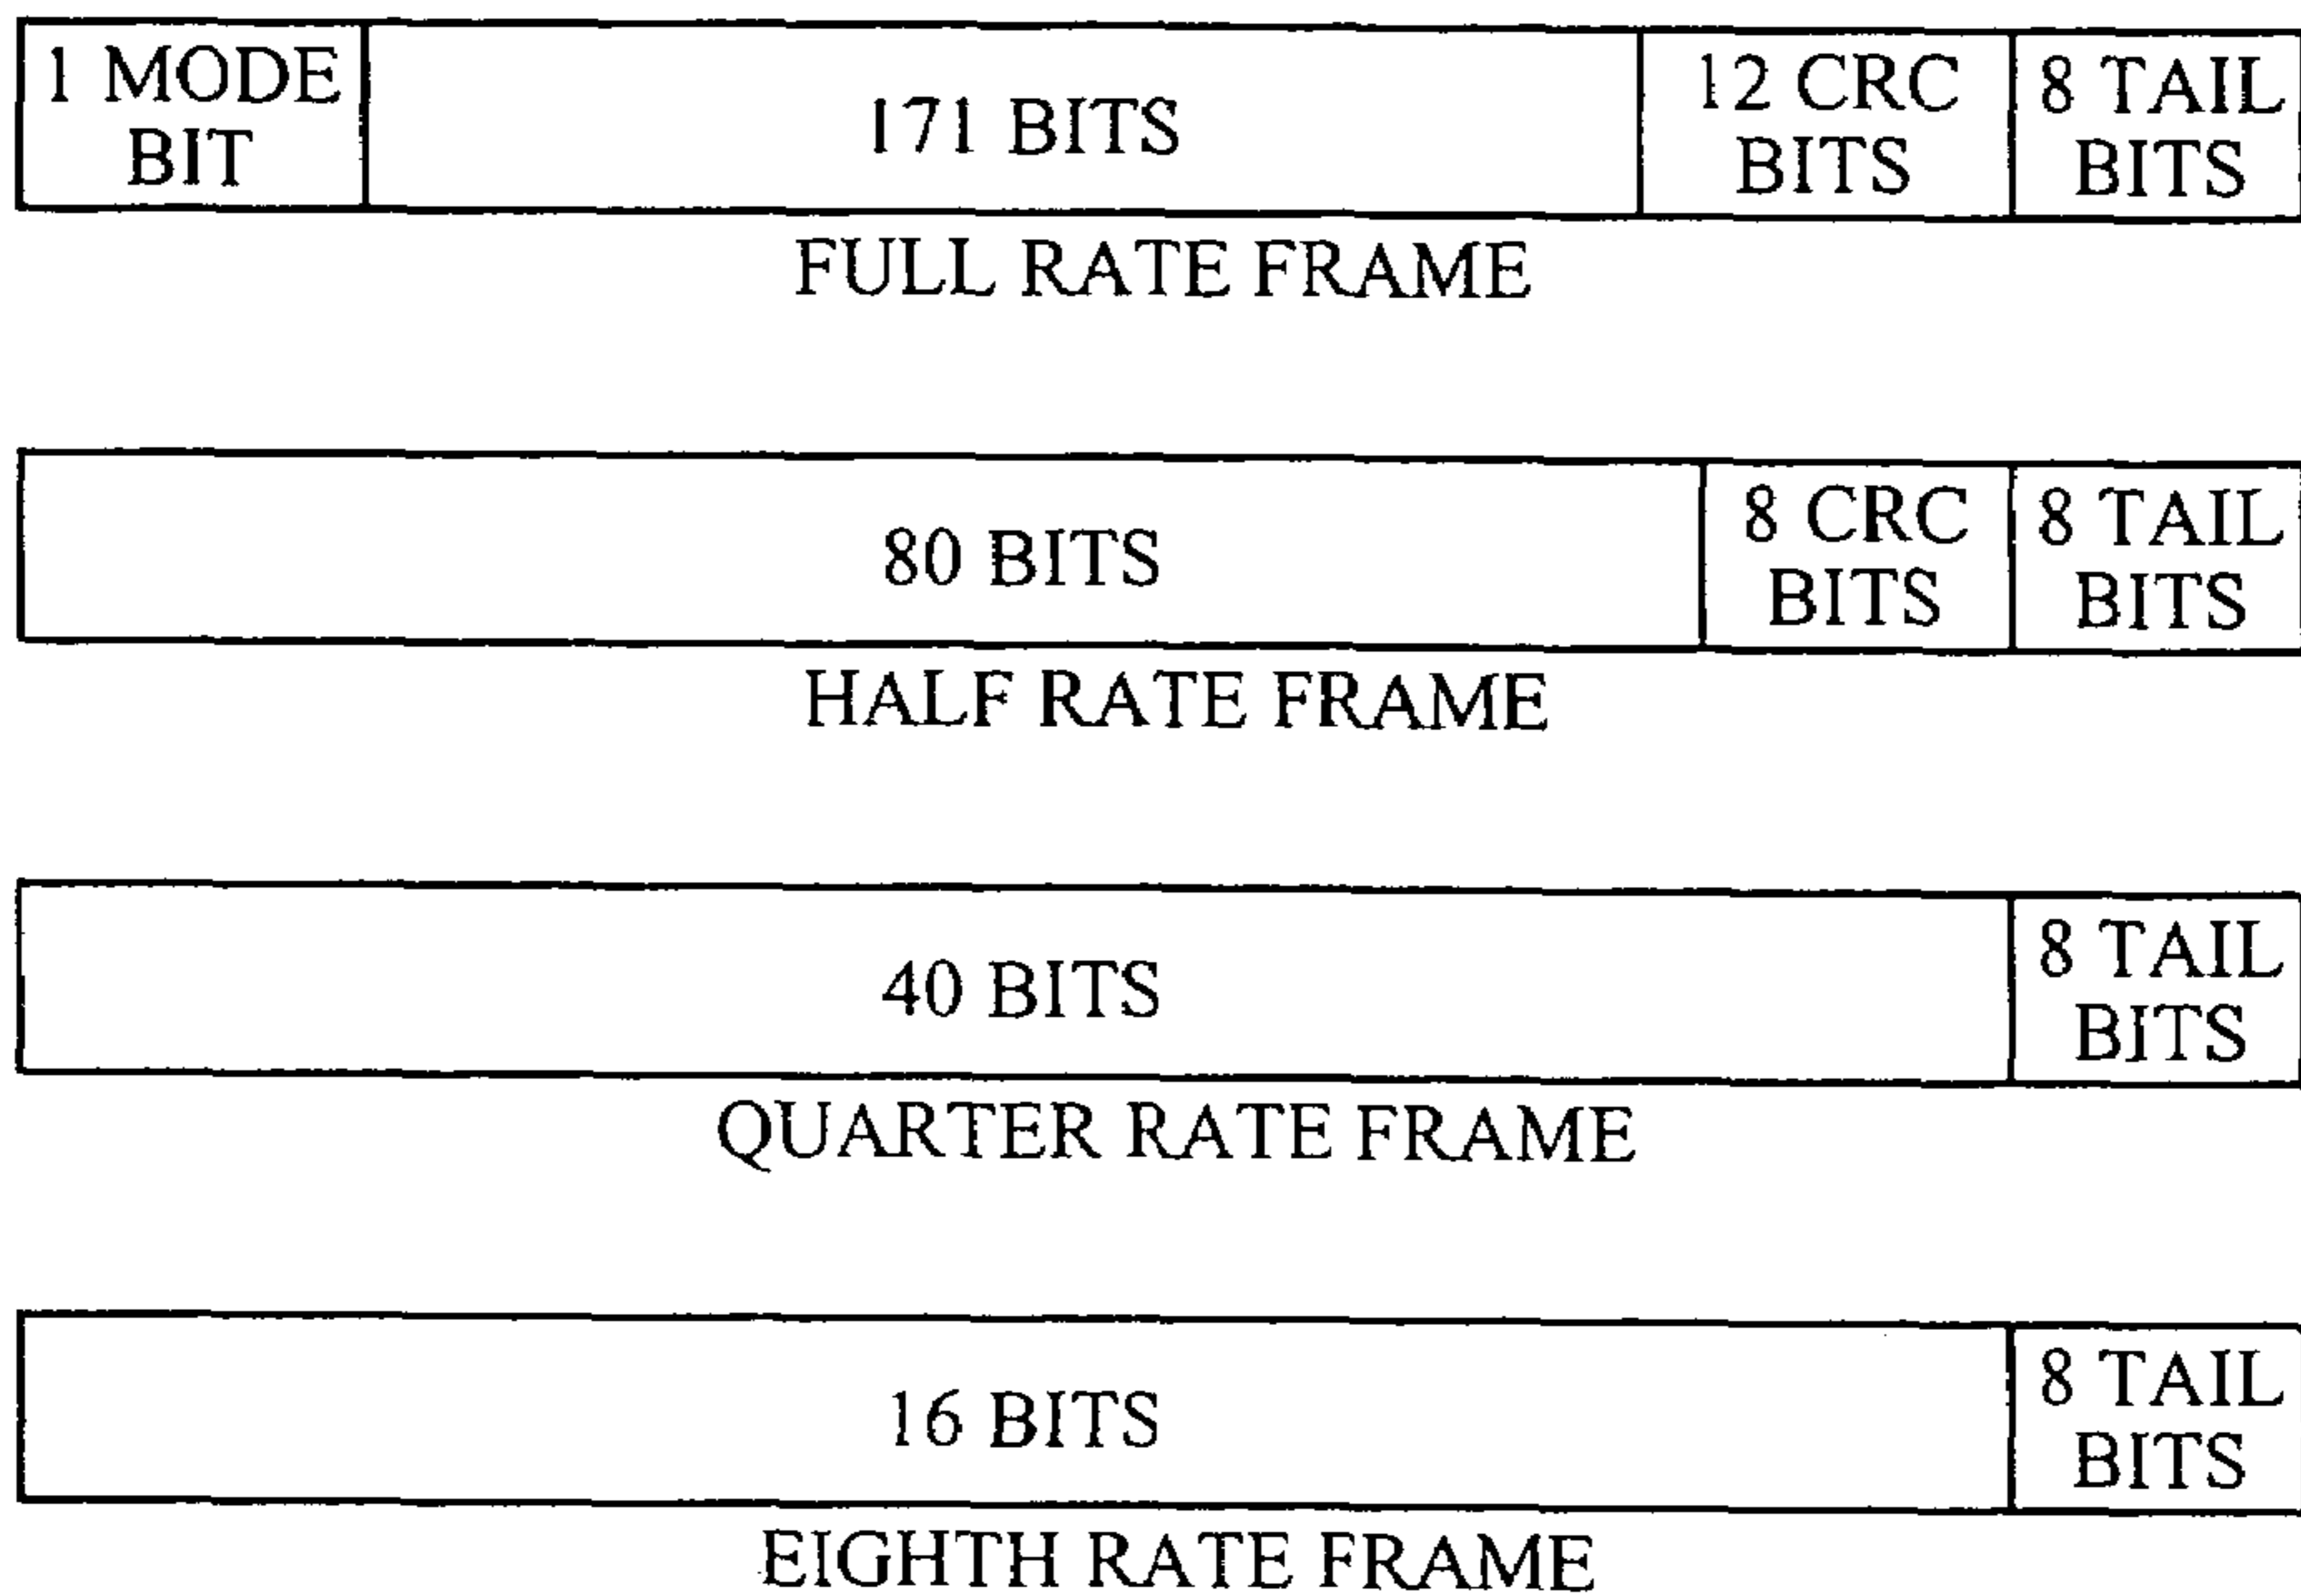 1 MODE
BIT
171 BITS
12 CRC
BITS
8 TAIL
BITS
FULL RATE FRAME
80 BITS
8 CRC
BITS
8 TAIL
BITS
HALF RATE FRAME
40 BITS
8 TAIL
BITS
QUARTER RATE FRAME
16 BITS
8 TAIL
BITS
EIGHTH RATE FRAME